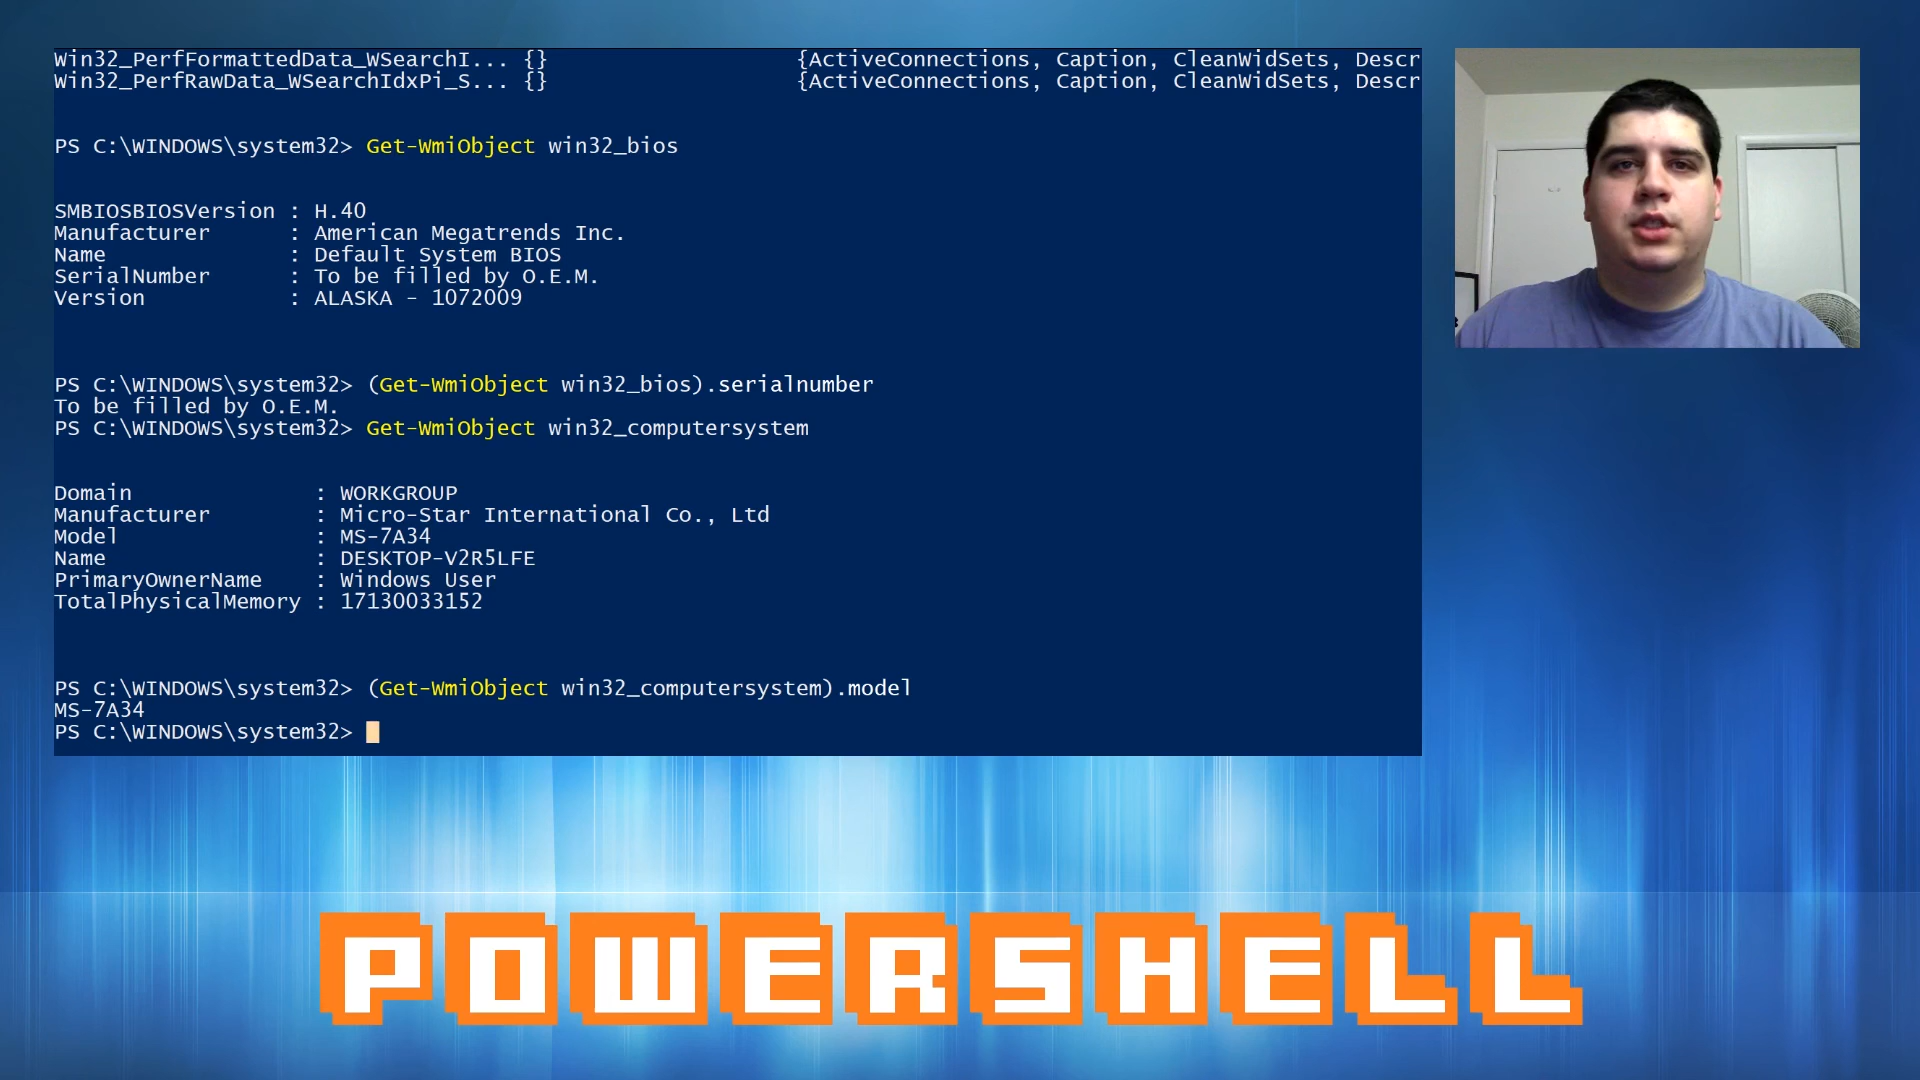 Win32_PerfFormattedData_WSearchI... {} {ActiveConnections, Caption, CleanWidSets, Descr
Win32_PerfRawData_WSearchIdxPi_S... {} {ActiveConnections, Caption, CleanWidSets, Descr
PS C:\WINDOWS\system32> Get-WmiObject win32_bios
SMBIOSBIOSVersion : H.40
Manufacturer : American Megatrends Inc.
Name : Default System BIOS
SerialNumber : To be filled by O.E.M.
Version : ALASKA - 1072009
PS C:\WINDOWS\system32> (Get-WmiObject win32_bios).serialnumber
To be filled by O.E.M.
PS C:\WINDOWS\system32> Get-WmiObject win32_computersystem
Domain : WORKGROUP
Manufacturer : Micro-Star International Co., Ltd
Model : MS-7A34
Name : DESKTOP-V2R5LFE
PrimaryOwnerName : Windows User
TotalPhysicalMemory : 17130033152
PS C:\WINDOWS\system32> (Get-WmiObject win32_computersystem).model
MS-7A34
PS C:\WINDOWS\system32>
POWERSHELL